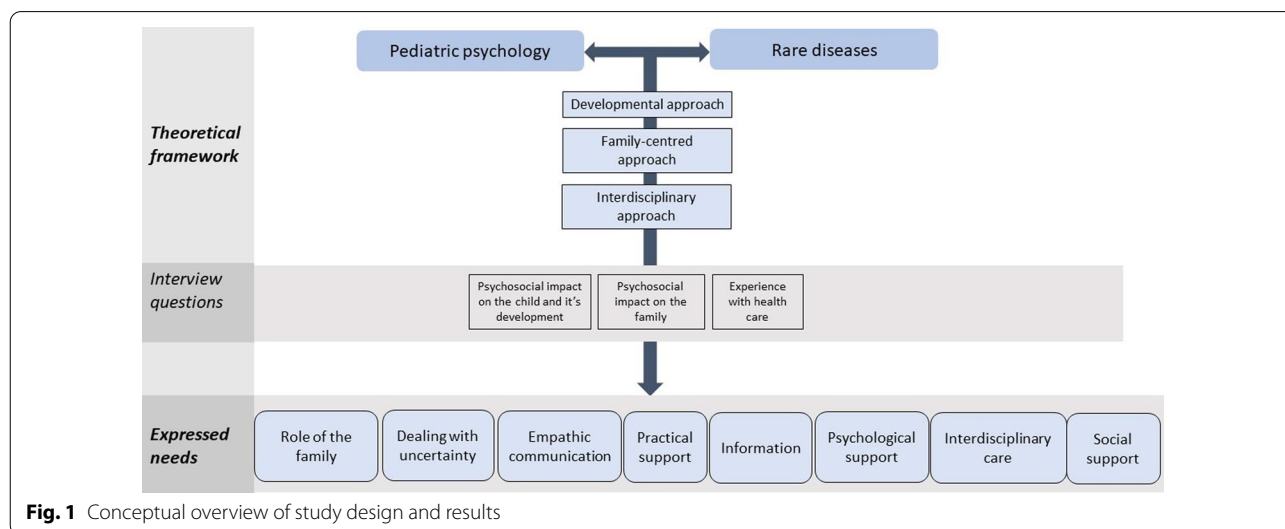 Pediatric psychology
Rare diseases
Theoretical
framework
Developmental approach
Family-centred
approach
Interdisciplinary
approach
Interview
questions
Psychosocial impact
on the child and it's
development
Psychosocial
impact on the
family
Experience
with health
care
Expressed
needs
Role of the
family
Dealing with
uncertainty
Empathic
communication
Practical
support
Information
Psychological
support
Interdisciplinary
care
Social
support
Fig. 1 Conceptual overview of study design and results